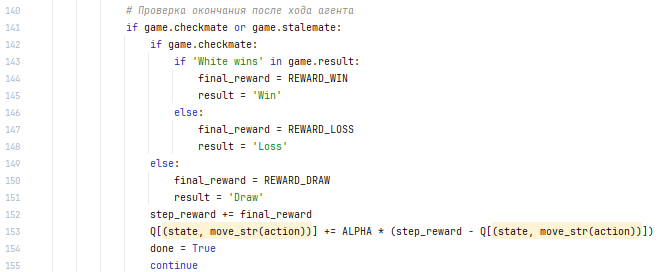 140 # Проверка окончания после хода агента
141 if game.checkmate or game.stalemate:
142 if game.checkmate:
143 if 'White wins' in game.result:
144 final_reward = REWARD_WIN
145 result = 'Win'
146 else:
147 final_reward = REWARD_LOSS
148 result = 'Loss'
149 else:
150 final_reward = REWARD_DRAW
151 result = 'Draw'
152 step_reward += final_reward
153 Q[(state, move_str(action))] += ALPHA * (step_reward - Q[(state, move_str(action))])
154 done = True
155 continue